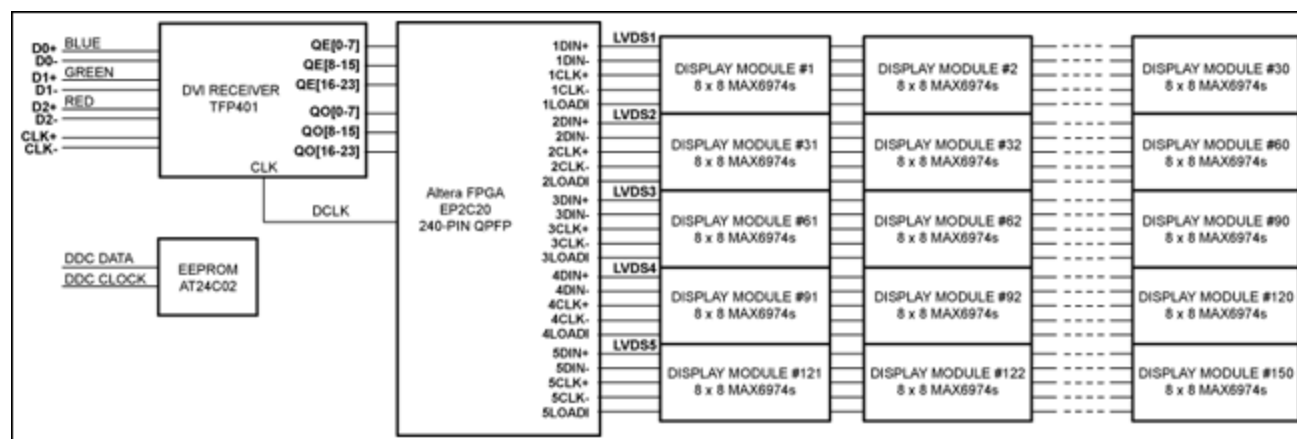 D0+ BLUE
D0-
D1+ GREEN
D1-
D2+ RED
D2-
CLK+
CLK-
DVI RECEIVER
TFP401
QE[0-7]
QE[8-15]
QE[16-23]
QO[0-7]
QO[8-15]
QO[16-23]
CLK
DCLK
DDC DATA
DDC CLOCK
EEPROM
AT24C02
Altera FPGA
EP2C20
240-PIN QPFP
1DIN+
1DIN-
1CLK+
1CLK-
1LOADI
2DIN+
2DIN-
2CLK+
2CLK-
2LOADI
3DIN+
3DIN-
3CLK+
3CLK-
3LOADI
4DIN+
4DIN-
4CLK+
4CLK-
4LOADI
5DIN+
5DIN-
5CLK+
5CLK-
5LOADI
LVDS1
LVDS2
LVDS3
LVDS4
LVDS5
DISPLAY MODULE #1
8 x 8 MAX6974s
DISPLAY MODULE #2
8 x 8 MAX6974s
DISPLAY MODULE #30
8 x 8 MAX6974s
DISPLAY MODULE #31
8 x 8 MAX6974s
DISPLAY MODULE #32
8 x 8 MAX6974s
DISPLAY MODULE #60
8 x 8 MAX6974s
DISPLAY MODULE #61
8 x 8 MAX6974s
DISPLAY MODULE #62
8 x 8 MAX6974s
DISPLAY MODULE #90
8 x 8 MAX6974s
DISPLAY MODULE #91
8 x 8 MAX6974s
DISPLAY MODULE #92
8 x 8 MAX6974s
DISPLAY MODULE #120
8 x 8 MAX6974s
DISPLAY MODULE #121
8 x 8 MAX6974s
DISPLAY MODULE #122
8 x 8 MAX6974s
DISPLAY MODULE #150
8 x 8 MAX6974s